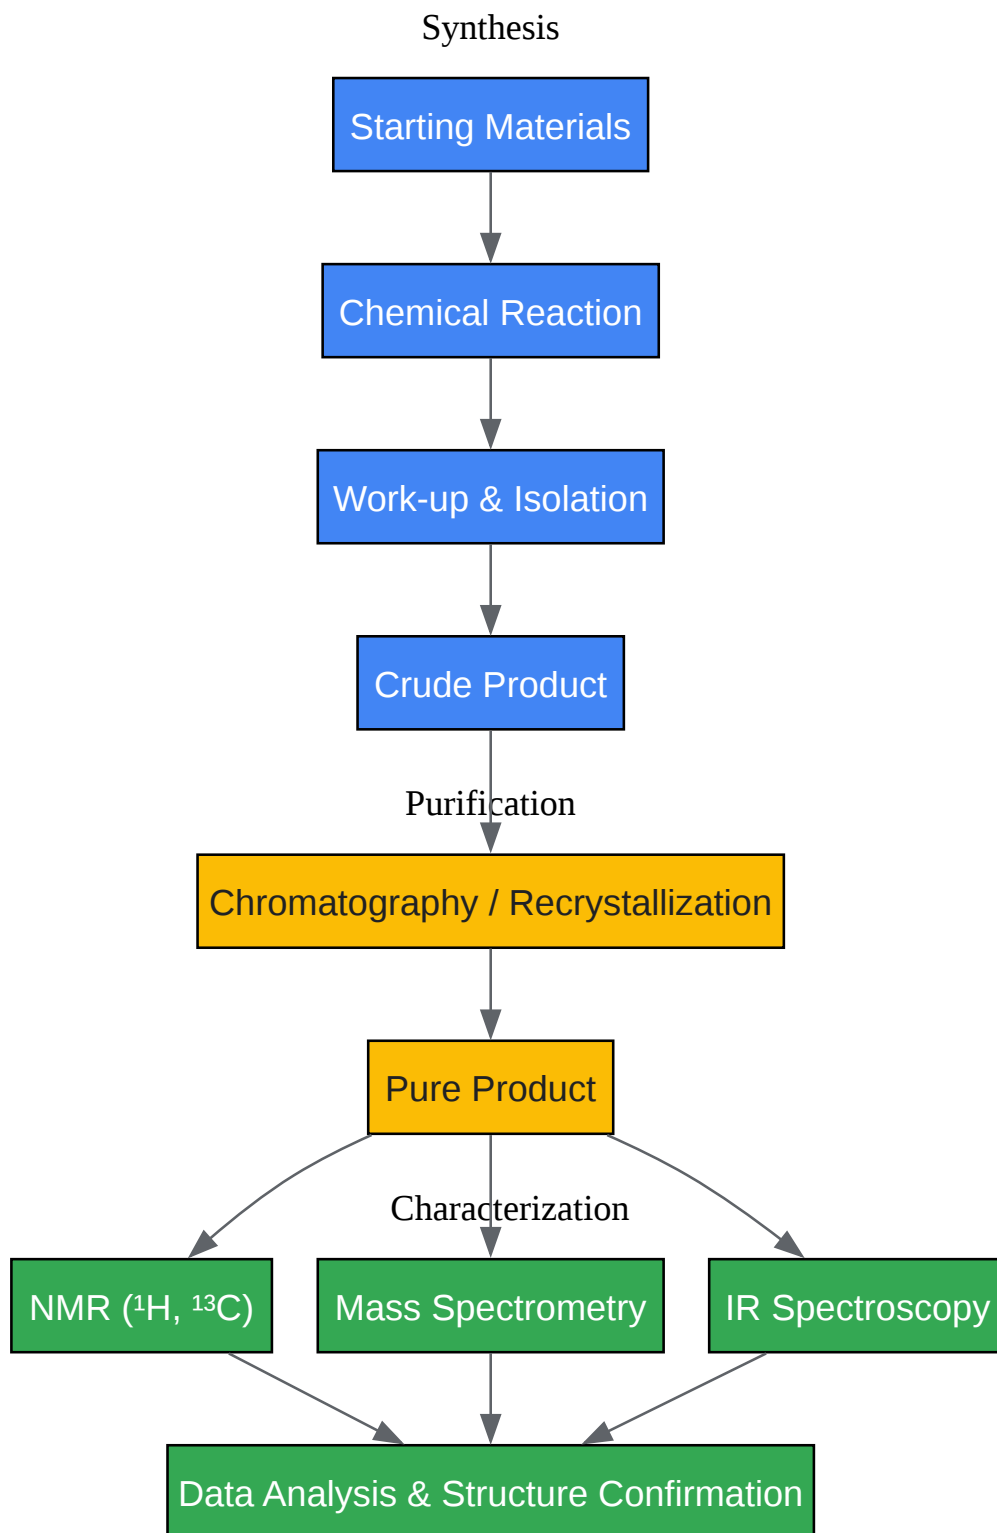 Synthesis
Starting Materials
Chemical Reaction
Work-up & Isolation
Crude Product
Purification
Chromatography / Recrystallization
Pure Product
Characterization
NMR (¹H, ¹³C)
Mass Spectrometry
IR Spectroscopy
Data Analysis & Structure Confirmation